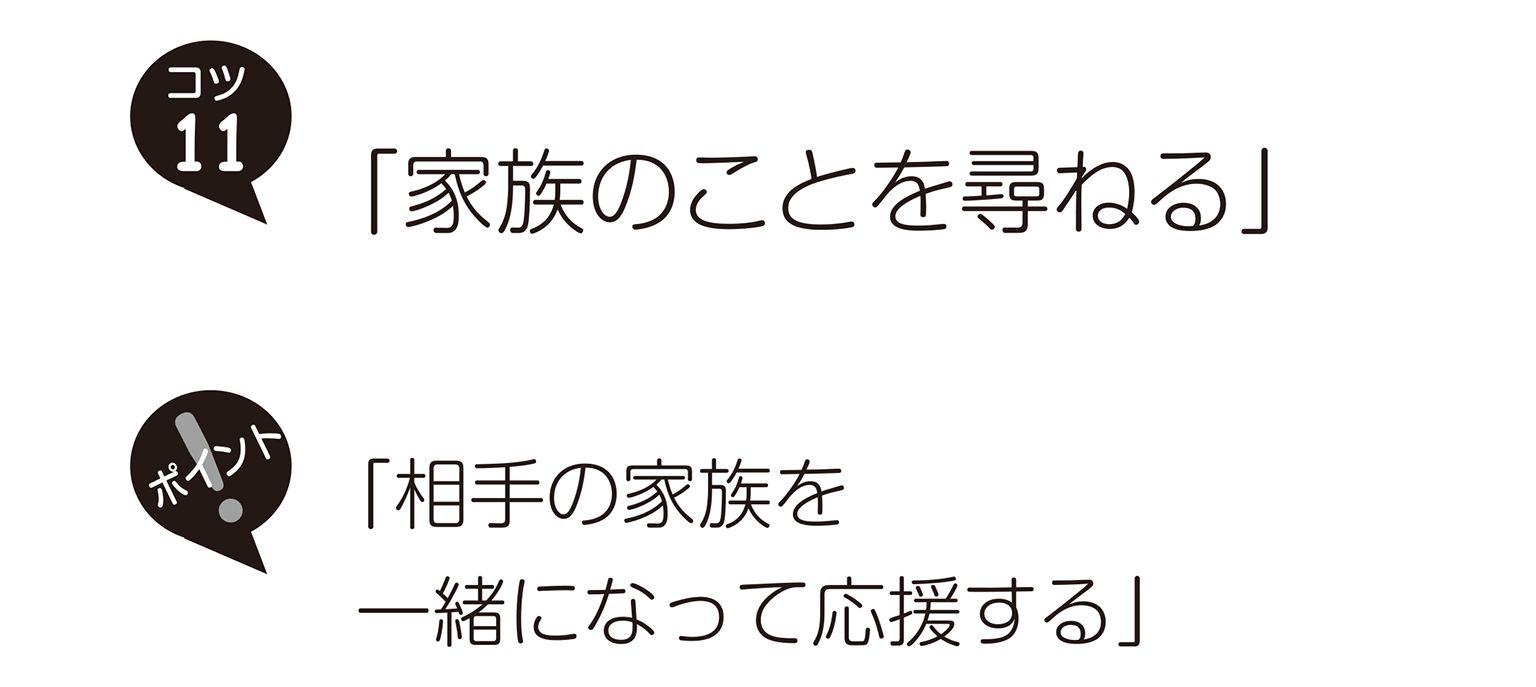 コツ
11
「家族のことを尋ねる」
ポイント
「相手の家族を
一緒になって応援する」